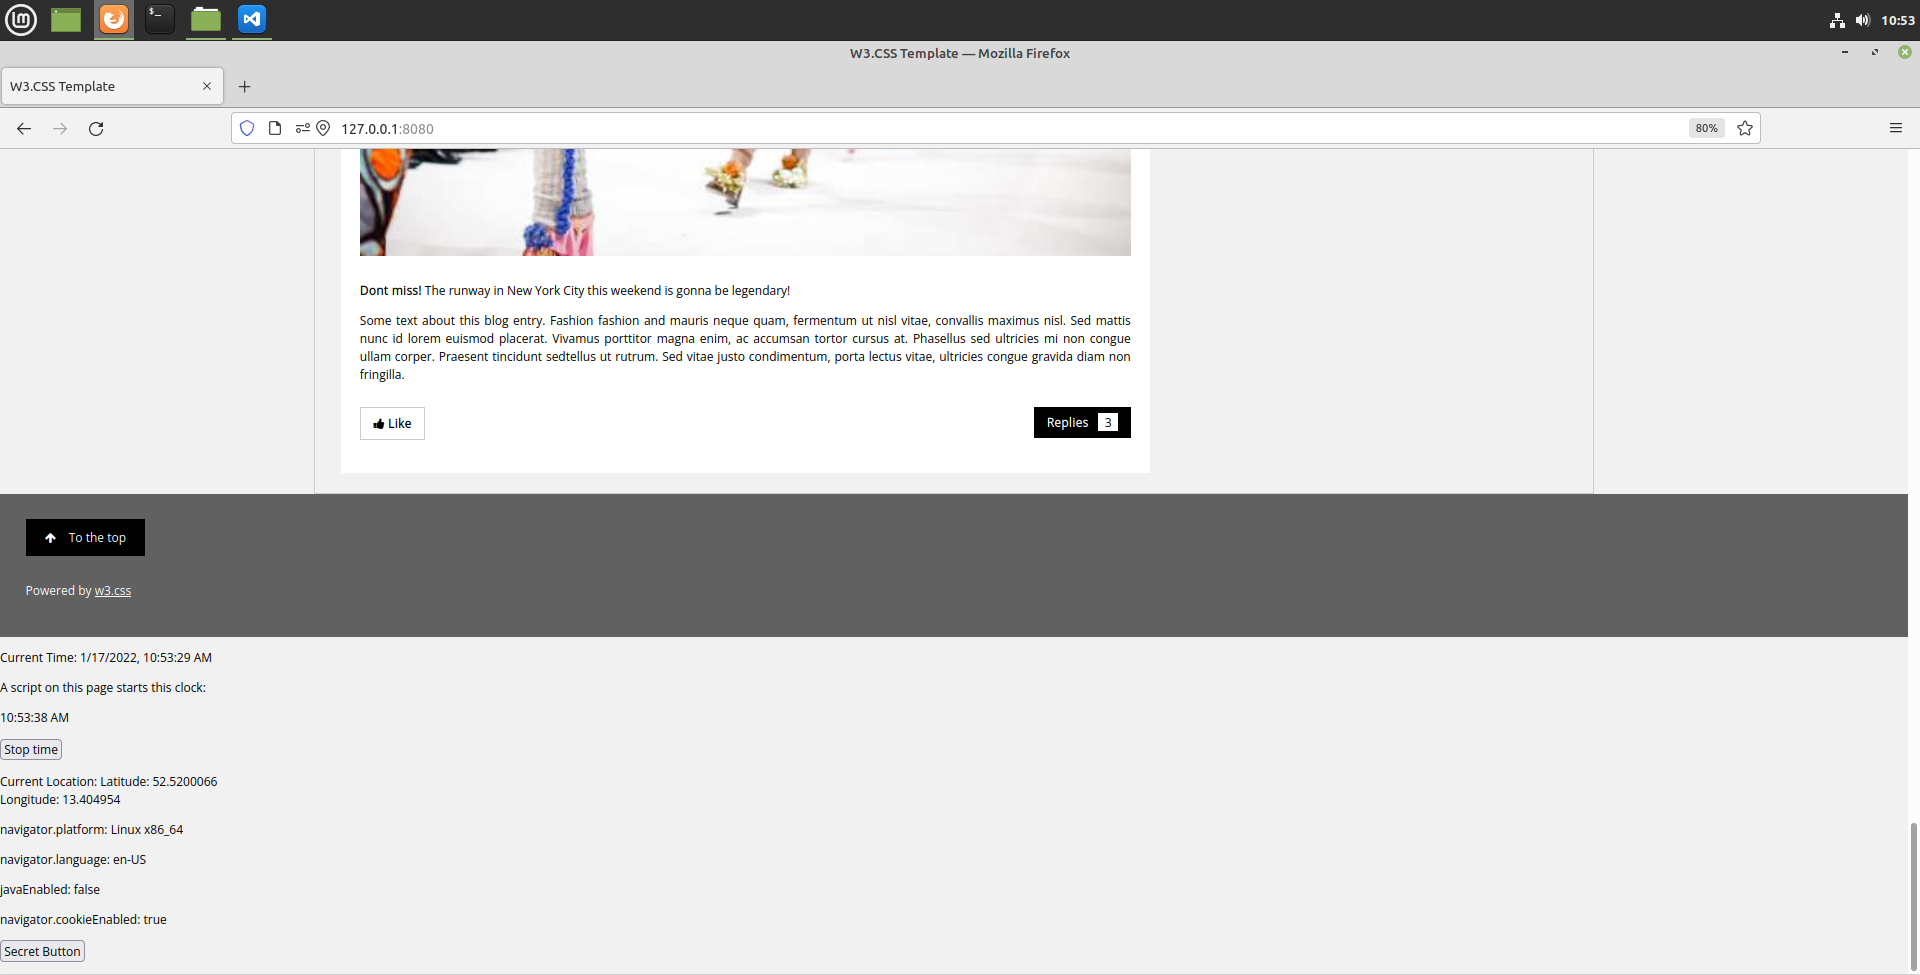 $_
10:53
W3.CSS Template — Mozilla Firefox
W3.CSS Template
127.0.0.1:8080
80%
Dont miss! The runway in New York City this weekend is gonna be legendary!
Some text about this blog entry. Fashion fashion and mauris neque quam, fermentum ut nisl vitae, convallis maximus nisl. Sed mattis
nunc id lorem euismod placerat. Vivamus porttitor magna enim, ac accumsan tortor cursus at. Phasellus sed ultricies mi non congue
ullam corper. Praesent tincidunt sedtellus ut rutrum. Sed vitae justo condimentum, porta lectus vitae, ultricies congue gravida diam non
fringilla.
Like
Replies 3
To the top
Powered by w3.css
Current Time: 1/17/2022, 10:53:29 AM
A script on this page starts this clock:
10:53:38 AM
Stop time
Current Location: Latitude: 52.5200066
Longitude: 13.404954
navigator.platform: Linux x86_64
navigator.language: en-US
javaEnabled: false
navigator.cookieEnabled: true
Secret Button